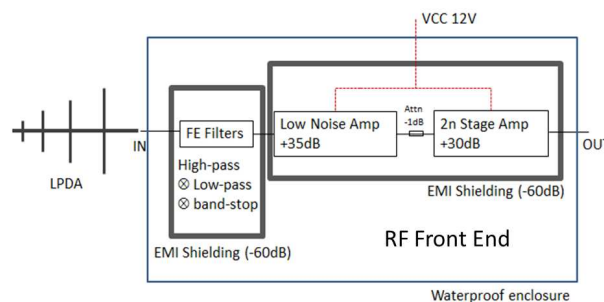 VCC 12V
FE Filters
Low Noise Amp
+35dB
Attn
-1dB
2n Stage Amp
+30dB
IN
OUT
LPDA
High-pass
⊗ Low-pass
⊗ band-stop
EMI Shielding (-60dB)
EMI Shielding (-60dB)
RF Front End
Waterproof enclosure